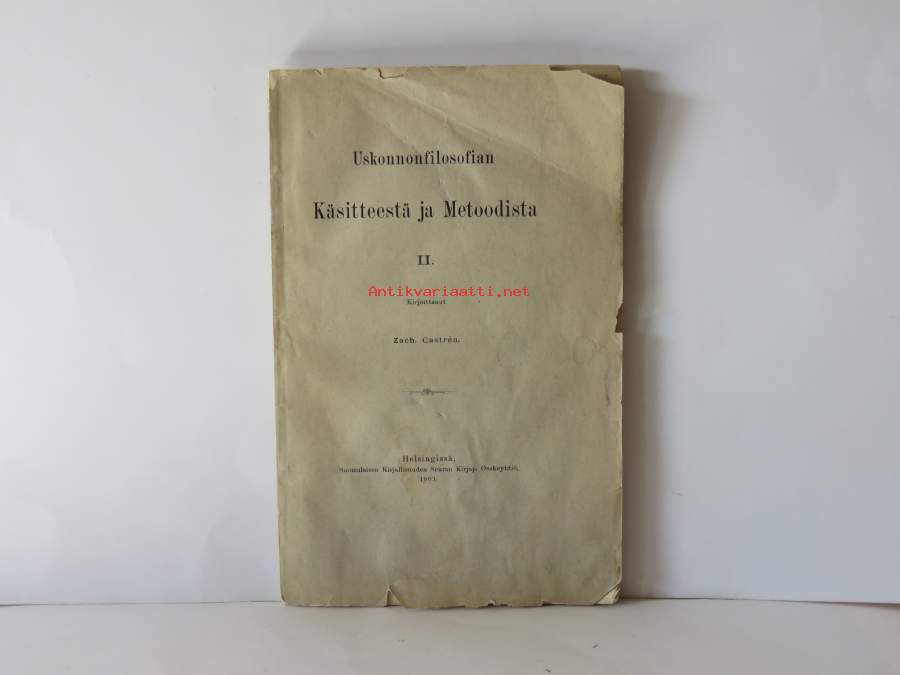 Uskonnonfilosofian
Käsitteestä ja Metoodista
II.
Antikvariaatti.net
Kirjoittanut
Zach. Castrén.
Helsingissä,
Suomalaisen Kirjallisuuden Seuran Kirjap. Osakeyhtiö,